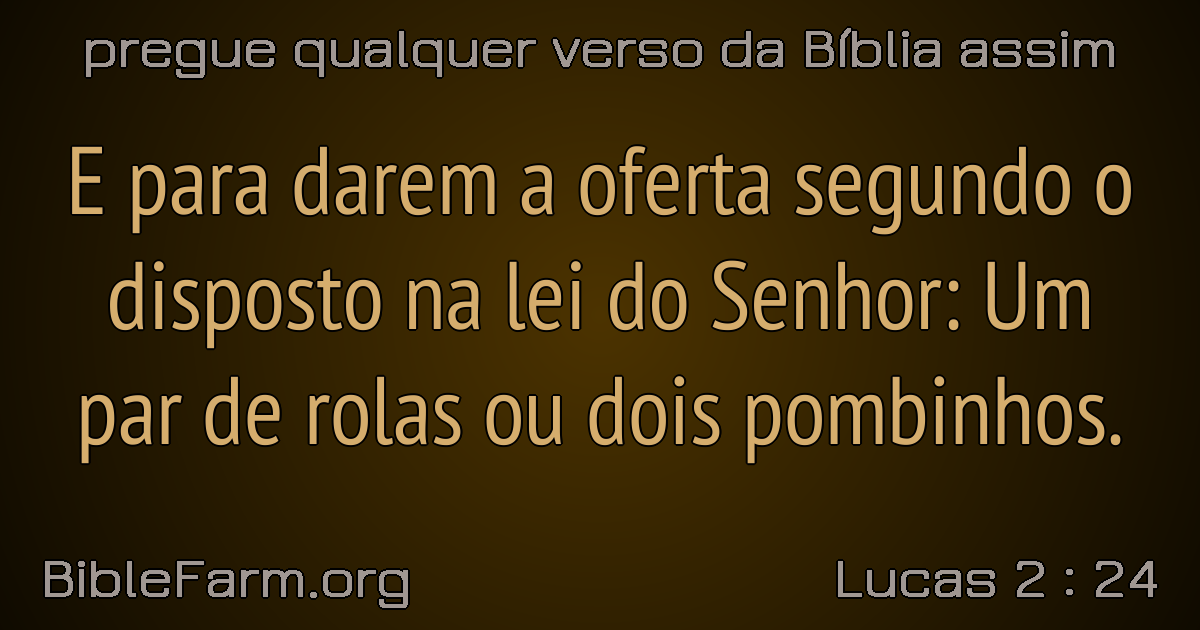 pregue qualquer verso da Bíblia assim
E para darem a oferta segundo o
disposto na lei do Senhor: Um
par de rolas ou dois pombinhos.
BibleFarm.org
Lucas 2 : 24